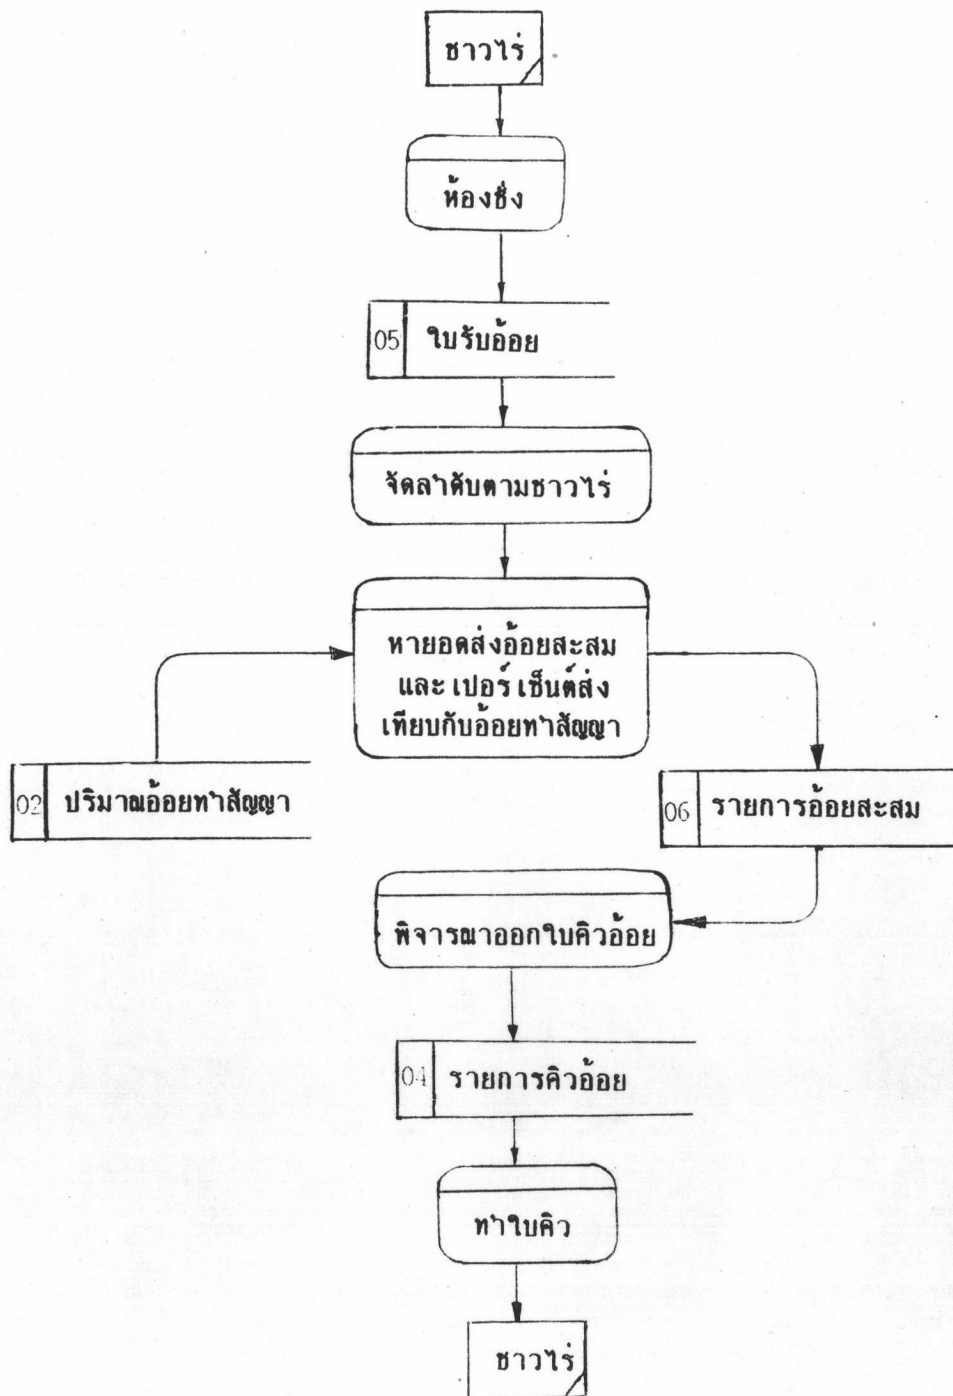 ชาวไร่
ห้องชั่ง
05 ใบรับอ้อย
จัดลำดับตามชาวไร่
หายอดส่งอ้อยสะสม
และ เปอร์ เซ็นต์ส่ง
เทียบกับอ้อยทำสัญญา
02 ปริมาณอ้อยทำสัญญา
06 รายการอ้อยสะสม
พิจารณาออกใบคิวอ้อย
04 รายการคิวอ้อย
ทำใบคิว
ชาวไร่